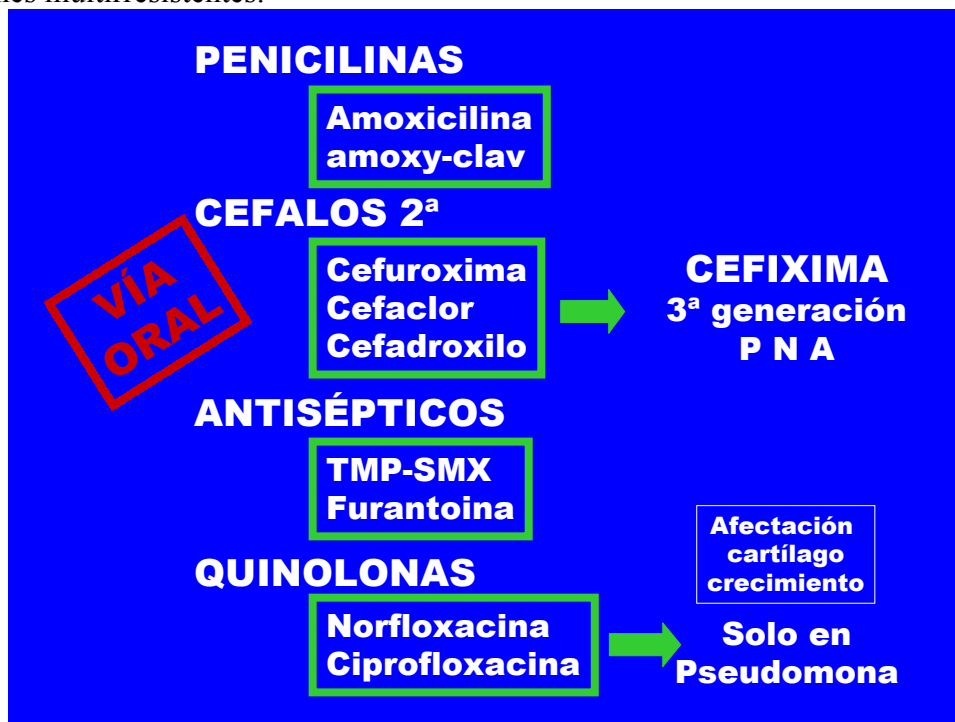 PENICILINAS
Amoxicilina
amoxy-clav
CEFALOS 2ª
VÍA
ORAL
Cefuroxima
Cefaclor
Cefadroxilo
CEFIXIMA
3ª generación
P N A
ANTISÉPTICOS
TMP-SMX
Furantoina
QUINOLONAS
Norfloxacina
Ciprofloxacina
Afectación
cartílago
crecimiento
Solo en
Pseudomona